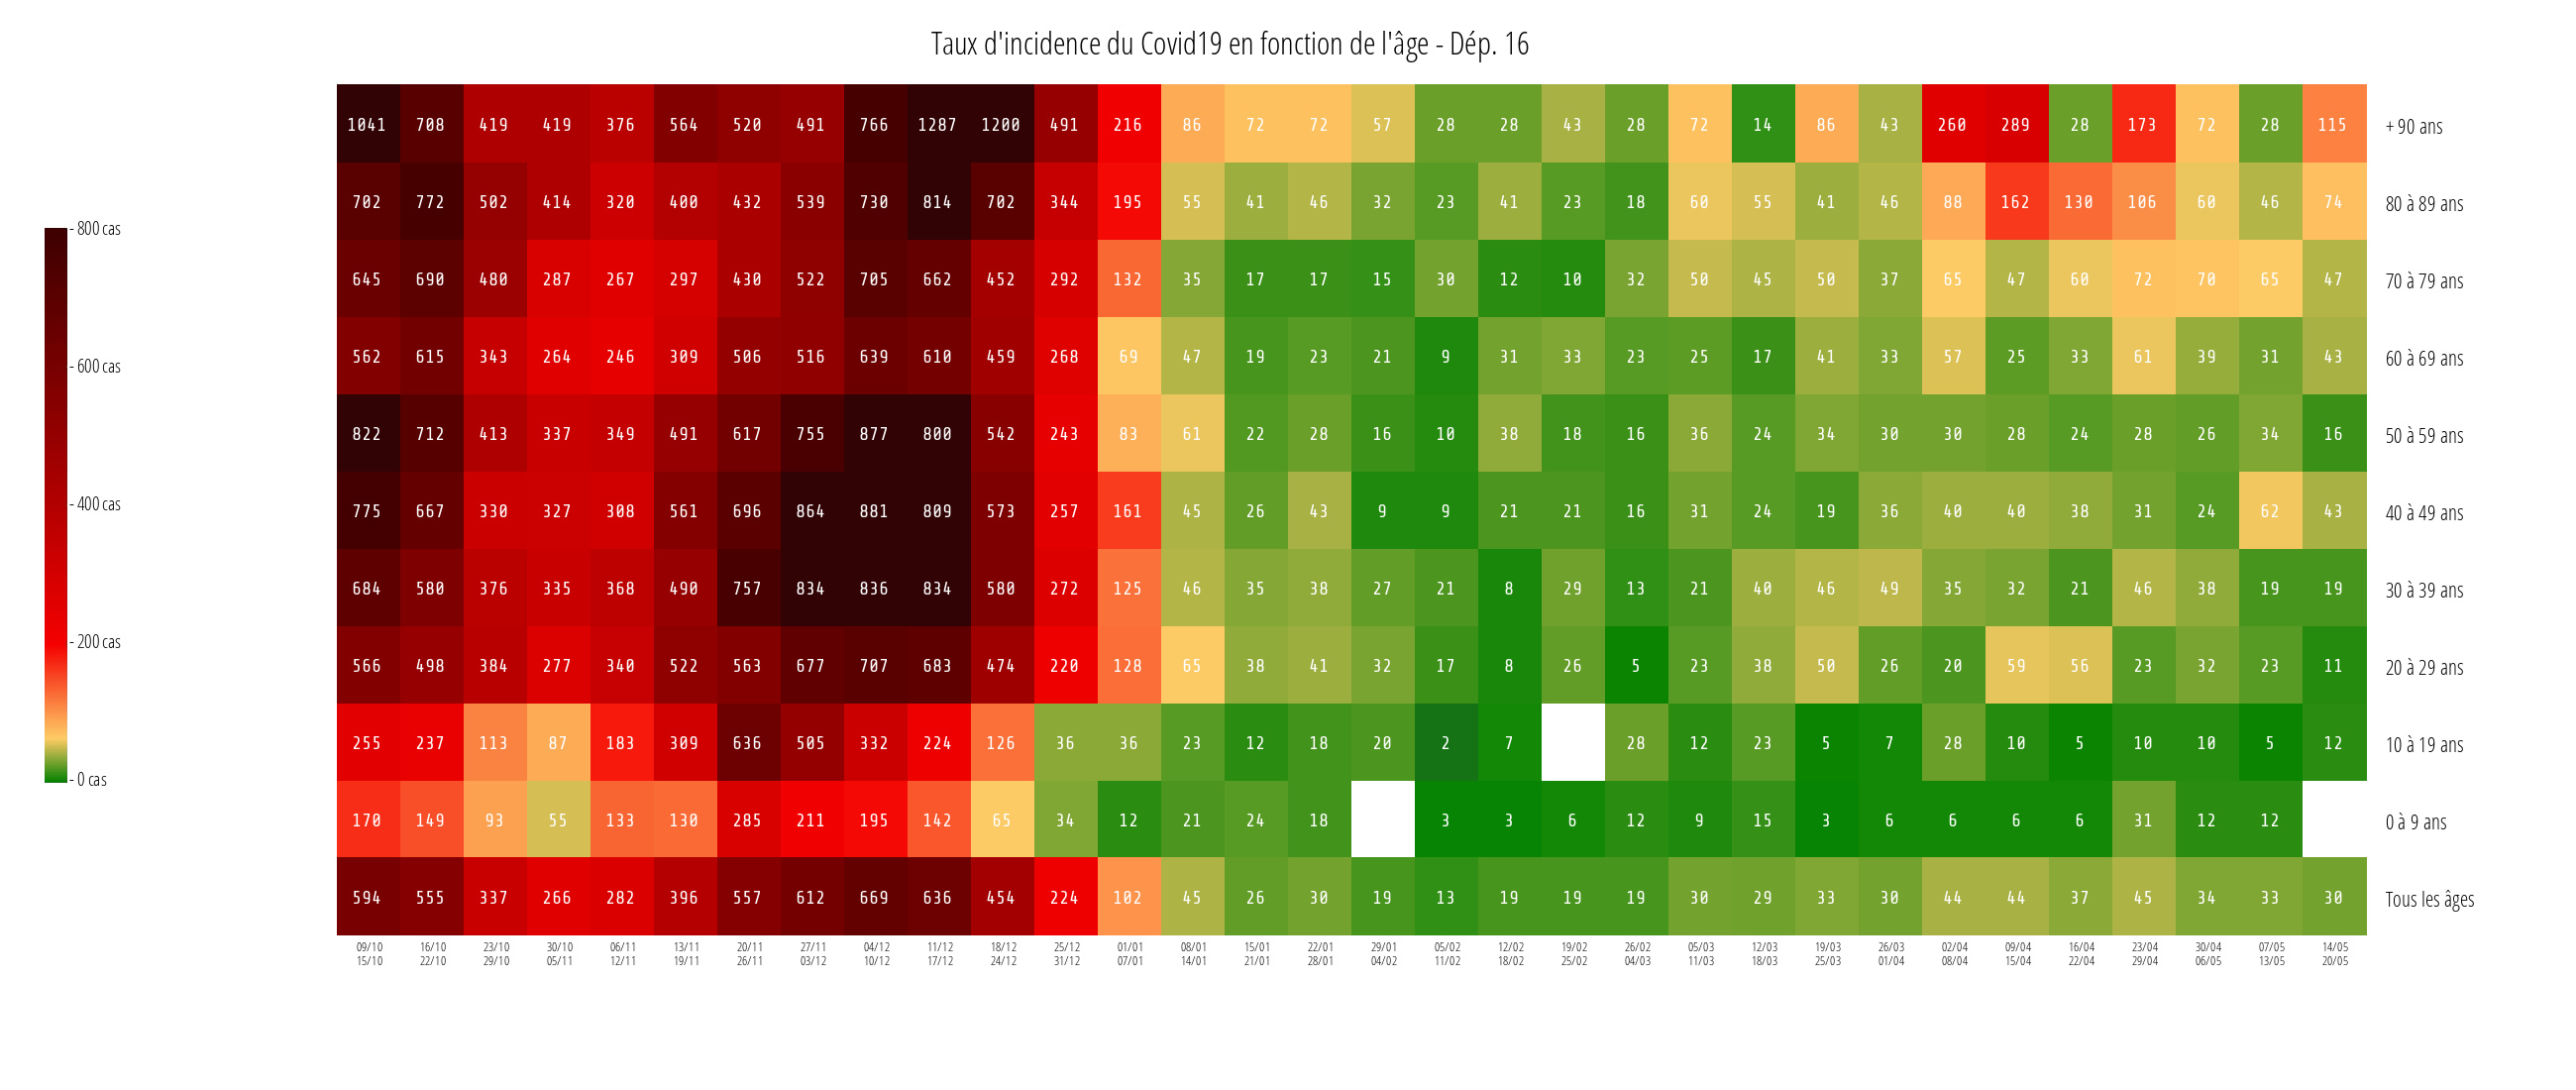 Taux d'incidence du Covid19 en fonction de l'âge - Dép. 16
- 800 cas
- 600 cas
- 400 cas
- 200 cas
- 0 cas
1041 708 419 419 376 564 520 491 766 1287 1200 491 216 86 72 72 57 28 28 43 28 72 14 86 43 260 289 28 173 72 28 115 + 90 ans
702 772 502 414 320 400 432 539 730 814 702 344 195 55 41 46 32 23 41 23 18 60 55 41 46 88 162 130 106 60 46 74 80 à 89 ans
645 690 480 287 267 297 430 522 705 662 452 292 132 35 17 17 15 30 12 10 32 50 45 50 37 65 47 60 72 70 65 47 70 à 79 ans
562 615 343 264 246 309 506 516 639 610 459 268 69 47 19 23 21 9 31 33 23 25 17 41 33 57 25 33 61 39 31 43 60 à 69 ans
822 712 413 337 349 491 617 755 877 800 542 243 83 61 22 28 16 10 38 18 16 36 24 34 30 30 28 24 28 26 34 16 50 à 59 ans
775 667 330 327 308 561 696 864 881 809 573 257 161 45 26 43 9 9 21 21 16 31 24 19 36 40 40 38 31 24 62 43 40 à 49 ans
684 580 376 335 368 490 757 834 836 834 580 272 125 46 35 38 27 21 8 29 13 21 40 46 49 35 32 21 46 38 19 19 30 à 39 ans
566 498 384 277 340 522 563 677 707 683 474 220 128 65 38 41 32 17 8 26 5 23 38 50 26 20 59 56 23 32 23 11 20 à 29 ans
255 237 113 87 183 309 636 505 332 224 126 36 36 23 12 18 20 2 7 28 12 23 5 7 28 10 5 10 10 5 12 10 à 19 ans
170 149 93 55 133 130 285 211 195 142 65 34 12 21 24 18 3 3 6 12 9 15 3 6 6 6 6 31 12 12 0 à 9 ans
594 555 337 266 282 396 557 612 669 636 454 224 102 45 26 30 19 13 19 19 19 30 29 33 30 44 44 37 45 34 33 30 Tous les âges
09/10 16/10 23/10 30/10 06/11 13/11 20/11 27/11 04/12 11/12 18/12 25/12 01/01 08/01 15/01 22/01 29/01 05/02 12/02 19/02 26/02 05/03 12/03 19/03 26/03 02/04 09/04 16/04 23/04 30/04 07/05 14/05
15/10 22/10 29/10 05/11 12/11 19/11 26/11 03/12 10/12 17/12 24/12 31/12 07/01 14/01 21/01 28/01 04/02 11/02 18/02 25/02 04/03 11/03 18/03 25/03 01/04 08/04 15/04 22/04 29/04 06/05 13/05 20/05